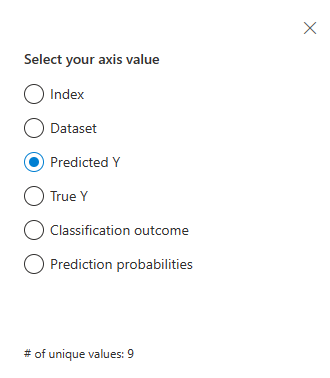 Select your axis value
Index
Dataset
Predicted Y
True Y
Classification outcome
Prediction probabilities
# of unique values: 9